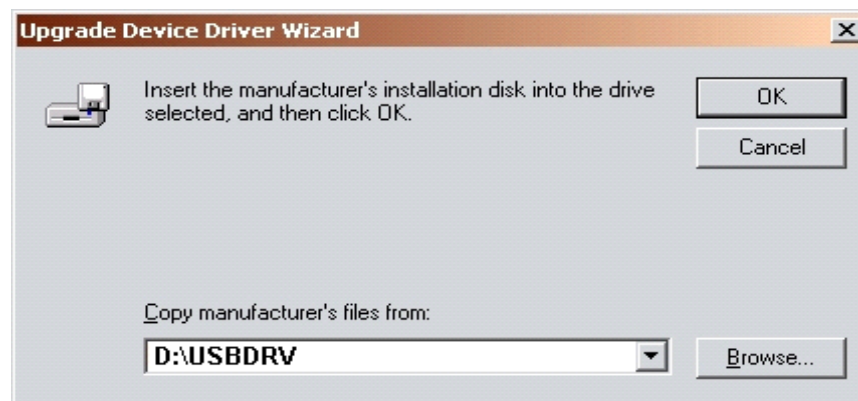 Upgrade Device Driver Wizard
Insert the manufacturer's installation disk into the drive
selected, and then click OK.
OK
Cancel
Copy manufacturer's files from:
D:\USBDRV
Browse...